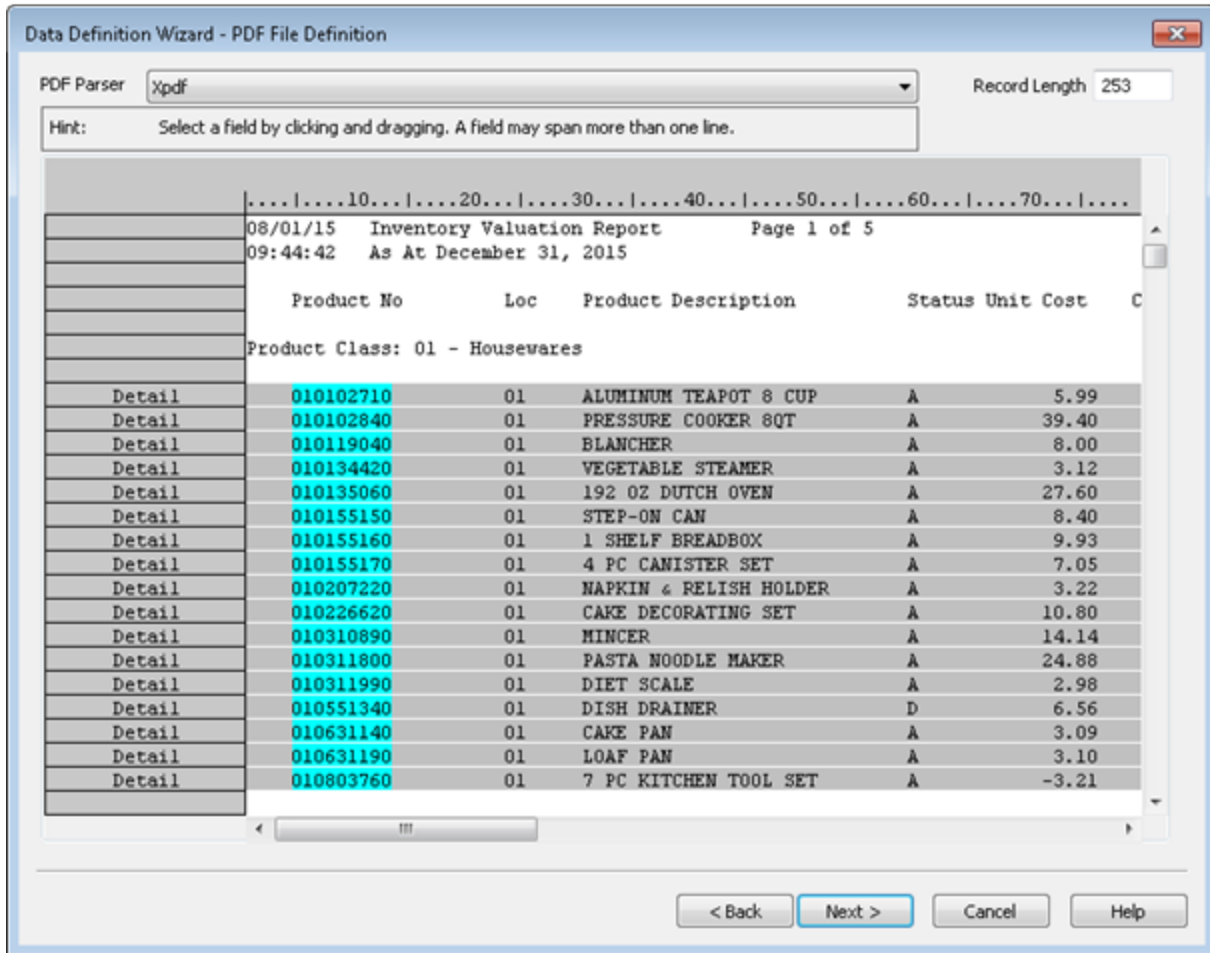 Data Definition Wizard - PDF File Definition
PDF Parser Xpdf Record Length 253
Hint: Select a field by clicking and dragging. A field may span more than one line.
|....|....10...|....20...|....30...|....40...|....50...|....60...|....70...|....
08/01/15 Inventory Valuation Report Page 1 of 5
09:44:42 As At December 31, 2015
Product No Loc Product Description Status Unit Cost C
Product Class: 01 - Housewares
Detail 010102710 01 ALUMINUM TEAPOT 8 CUP A 5.99
Detail 010102840 01 PRESSURE COOKER 8QT A 39.40
Detail 010119040 01 BLANCHER A 8.00
Detail 010134420 01 VEGETABLE STEAMER A 3.12
Detail 010135060 01 192 OZ DUTCH OVEN A 27.60
Detail 010155150 01 STEP-ON CAN A 8.40
Detail 010155160 01 1 SHELF BREADBOX A 9.93
Detail 010155170 01 4 PC CANISTER SET A 7.05
Detail 010207220 01 NAPKIN & RELISH HOLDER A 3.22
Detail 010226620 01 CAKE DECORATING SET A 10.80
Detail 010310890 01 MINCER A 14.14
Detail 010311800 01 PASTA NOODLE MAKER A 24.88
Detail 010311990 01 DIET SCALE A 2.98
Detail 010551340 01 DISH DRAINER D 6.56
Detail 010631140 01 CAKE PAN A 3.09
Detail 010631190 01 LOAF PAN A 3.10
Detail 010803760 01 7 PC KITCHEN TOOL SET A -3.21
< Back Next > Cancel Help